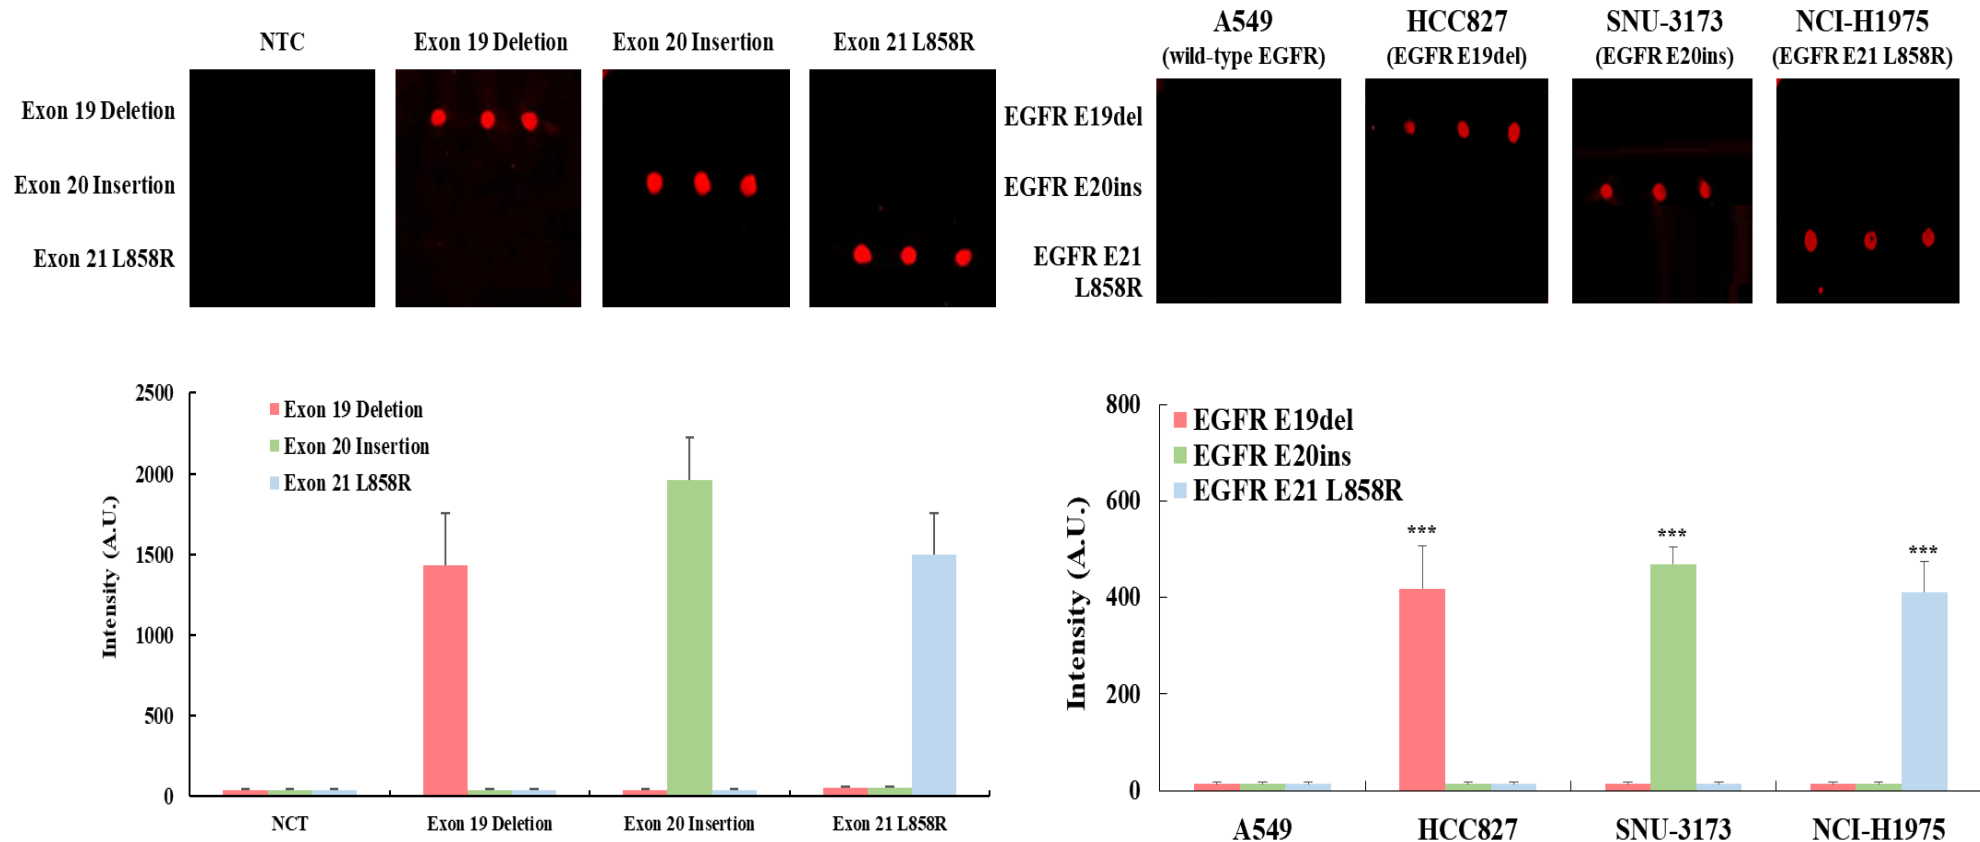 NTC
Exon 19 Deletion
Exon 20 Insertion
Exon 21 L858R
Exon 19 Deletion
Exon 20 Insertion
Exon 21 L858R
A549
(wild-type EGFR)
HCC827
(EGFR E19del)
SNU-3173
(EGFR E20ins)
NCI-H1975
(EGFR E21 L858R)
EGFR E19del
EGFR E20ins
EGFR E21
L858R
2500
2000
1500
1000
500
0
Intensity (A.U.)
Exon 19 Deletion
Exon 20 Insertion
Exon 21 L858R
NCT
Exon 19 Deletion
Exon 20 Insertion
Exon 21 L858R
800
600
400
200
0
Intensity (A.U.)
EGFR E19del
EGFR E20ins
EGFR E21 L858R
***
***
***
A549
HCC827
SNU-3173
NCI-H1975